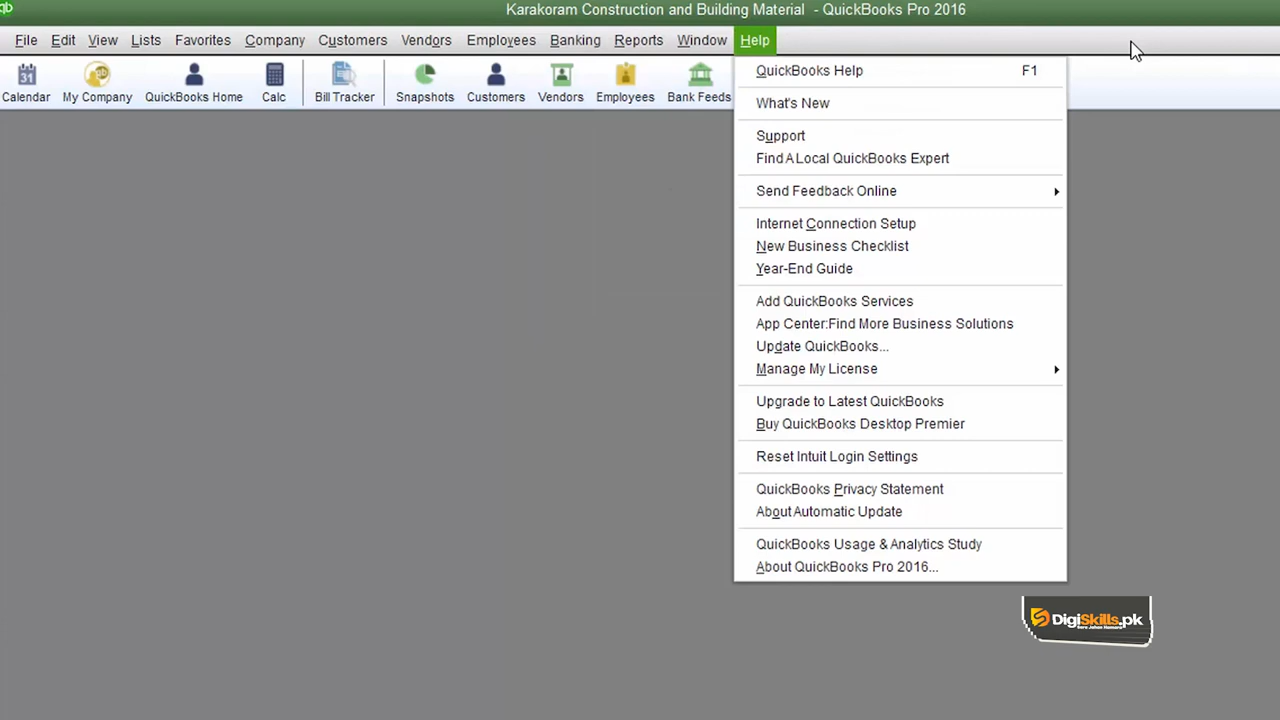 qb
Karakoram Construction and Building Material - QuickBooks Pro 2016
File Edit View Lists Favorites Company Customers Vendors Employees Banking Reports Window Help
31
Calendar My Company QuickBooks Home Calc Bill Tracker Snapshots Customers Vendors Employees Bank Feeds
QuickBooks Help F1
What's New
Support
Find A Local QuickBooks Expert
Send Feedback Online
Internet Connection Setup
New Business Checklist
Year-End Guide
Add QuickBooks Services
App Center:Find More Business Solutions
Update QuickBooks...
Manage My License
Upgrade to Latest QuickBooks
Buy QuickBooks Desktop Premier
Reset Intuit Login Settings
QuickBooks Privacy Statement
About Automatic Update
QuickBooks Usage & Analytics Study
About QuickBooks Pro 2016...
DigiSkills.pk